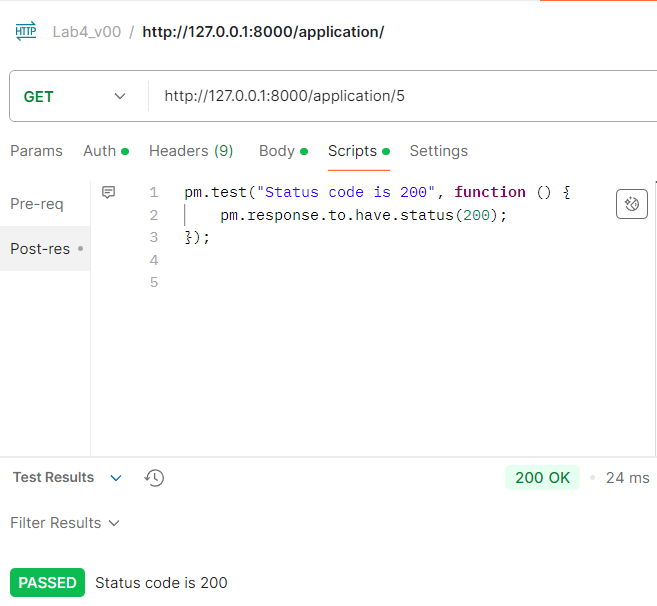 HTTP Lab4_v00 / http://127.0.0.1:8000/application/
GET http://127.0.0.1:8000/application/5
Params Auth Headers (9) Body Scripts Settings
Pre-req
Post-res
1 pm.test("Status code is 200", function () {
2 pm.response.to.have.status(200);
3 });
4
5
Test Results 200 OK 24 ms
Filter Results
PASSED Status code is 200